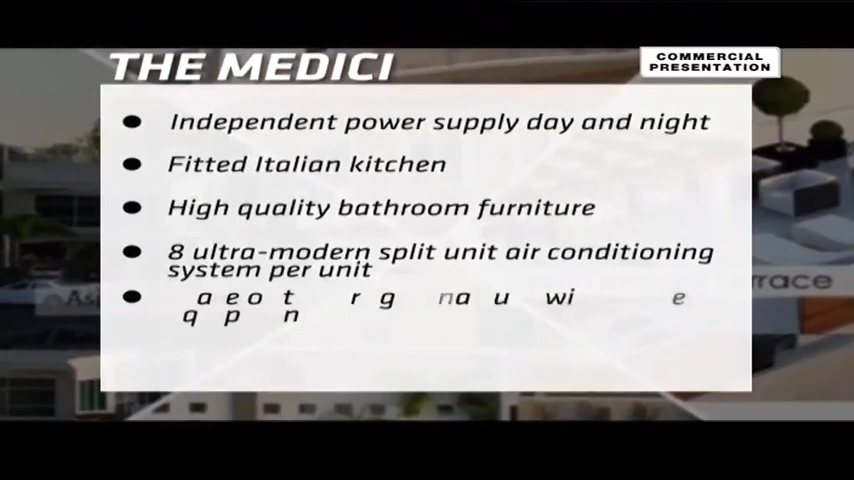 THE MEDICI
COMMERCIAL
PRESENTATION
● Independent power supply day and night
● Fitted Italian kitchen
● High quality bathroom furniture
● 8 ultra-modern split unit air conditioning
system per unit